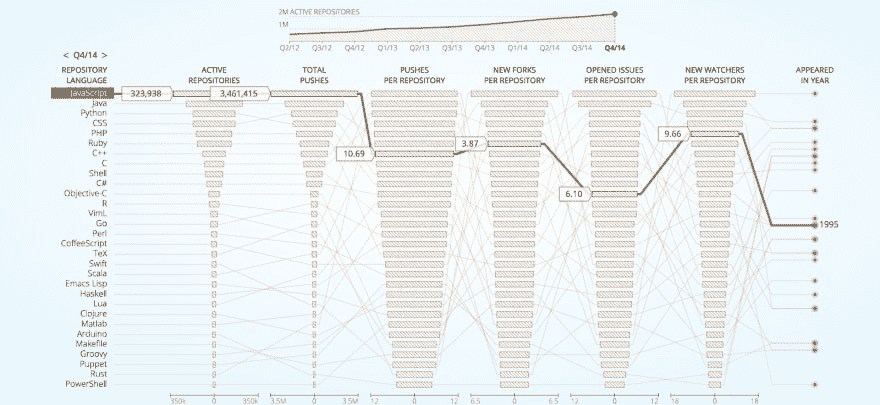 2M ACTIVE REPOSITORIES
1M
Q2/12 Q3/12 Q4/12 Q1/13 Q2/13 Q3/13 Q4/13 Q1/14 Q2/14 Q3/14 Q4/14
< Q4/14 >
REPOSITORY LANGUAGE
ACTIVE REPOSITORIES
TOTAL PUSHES
PUSHES PER REPOSITORY
NEW FORKS PER REPOSITORY
OPENED ISSUES PER REPOSITORY
NEW WATCHERS PER REPOSITORY
APPEARED IN YEAR
JavaScript 323,938 3,461,415
Java
Python
CSS
PHP 9.66
Ruby 3.87
C++ 10.69
C
Shell
C#
Objective-C 6.10
R
VimL
Go 1995
Perl
CoffeeScript
TeX
Swift
Scala
Emacs Lisp
Haskell
Lua
Clojure
Matlab
Arduino
Makefile
Groovy
Puppet
Rust
PowerShell
350k 0 350k 3.5M 0 3.5M 12 0 12 6.5 0 6.5 12 0 12 18 0 18